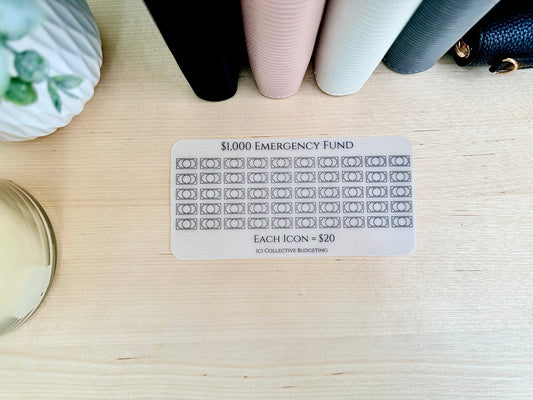 $1,000 Emergency Fund
Each Icon = $20
(c) Collective Budgeting